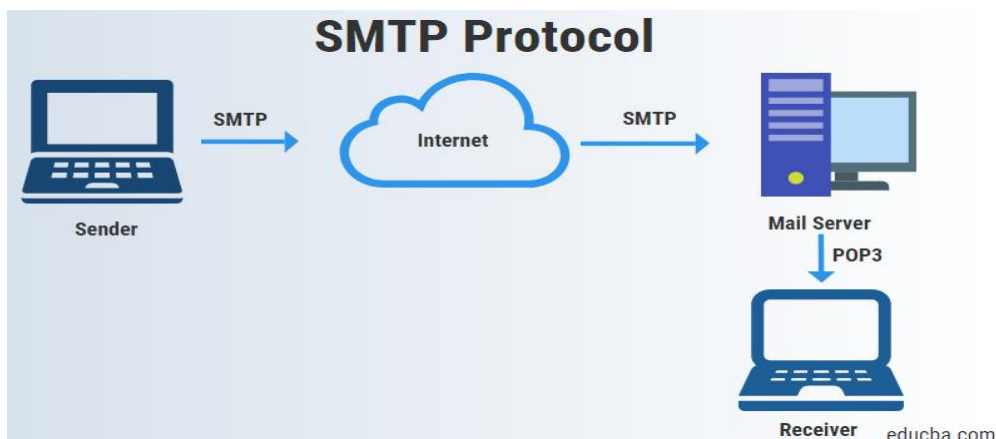 SMTP Protocol
SMTP
Internet
SMTP
Sender
Mail Server
POP3
Receiver
educba.com